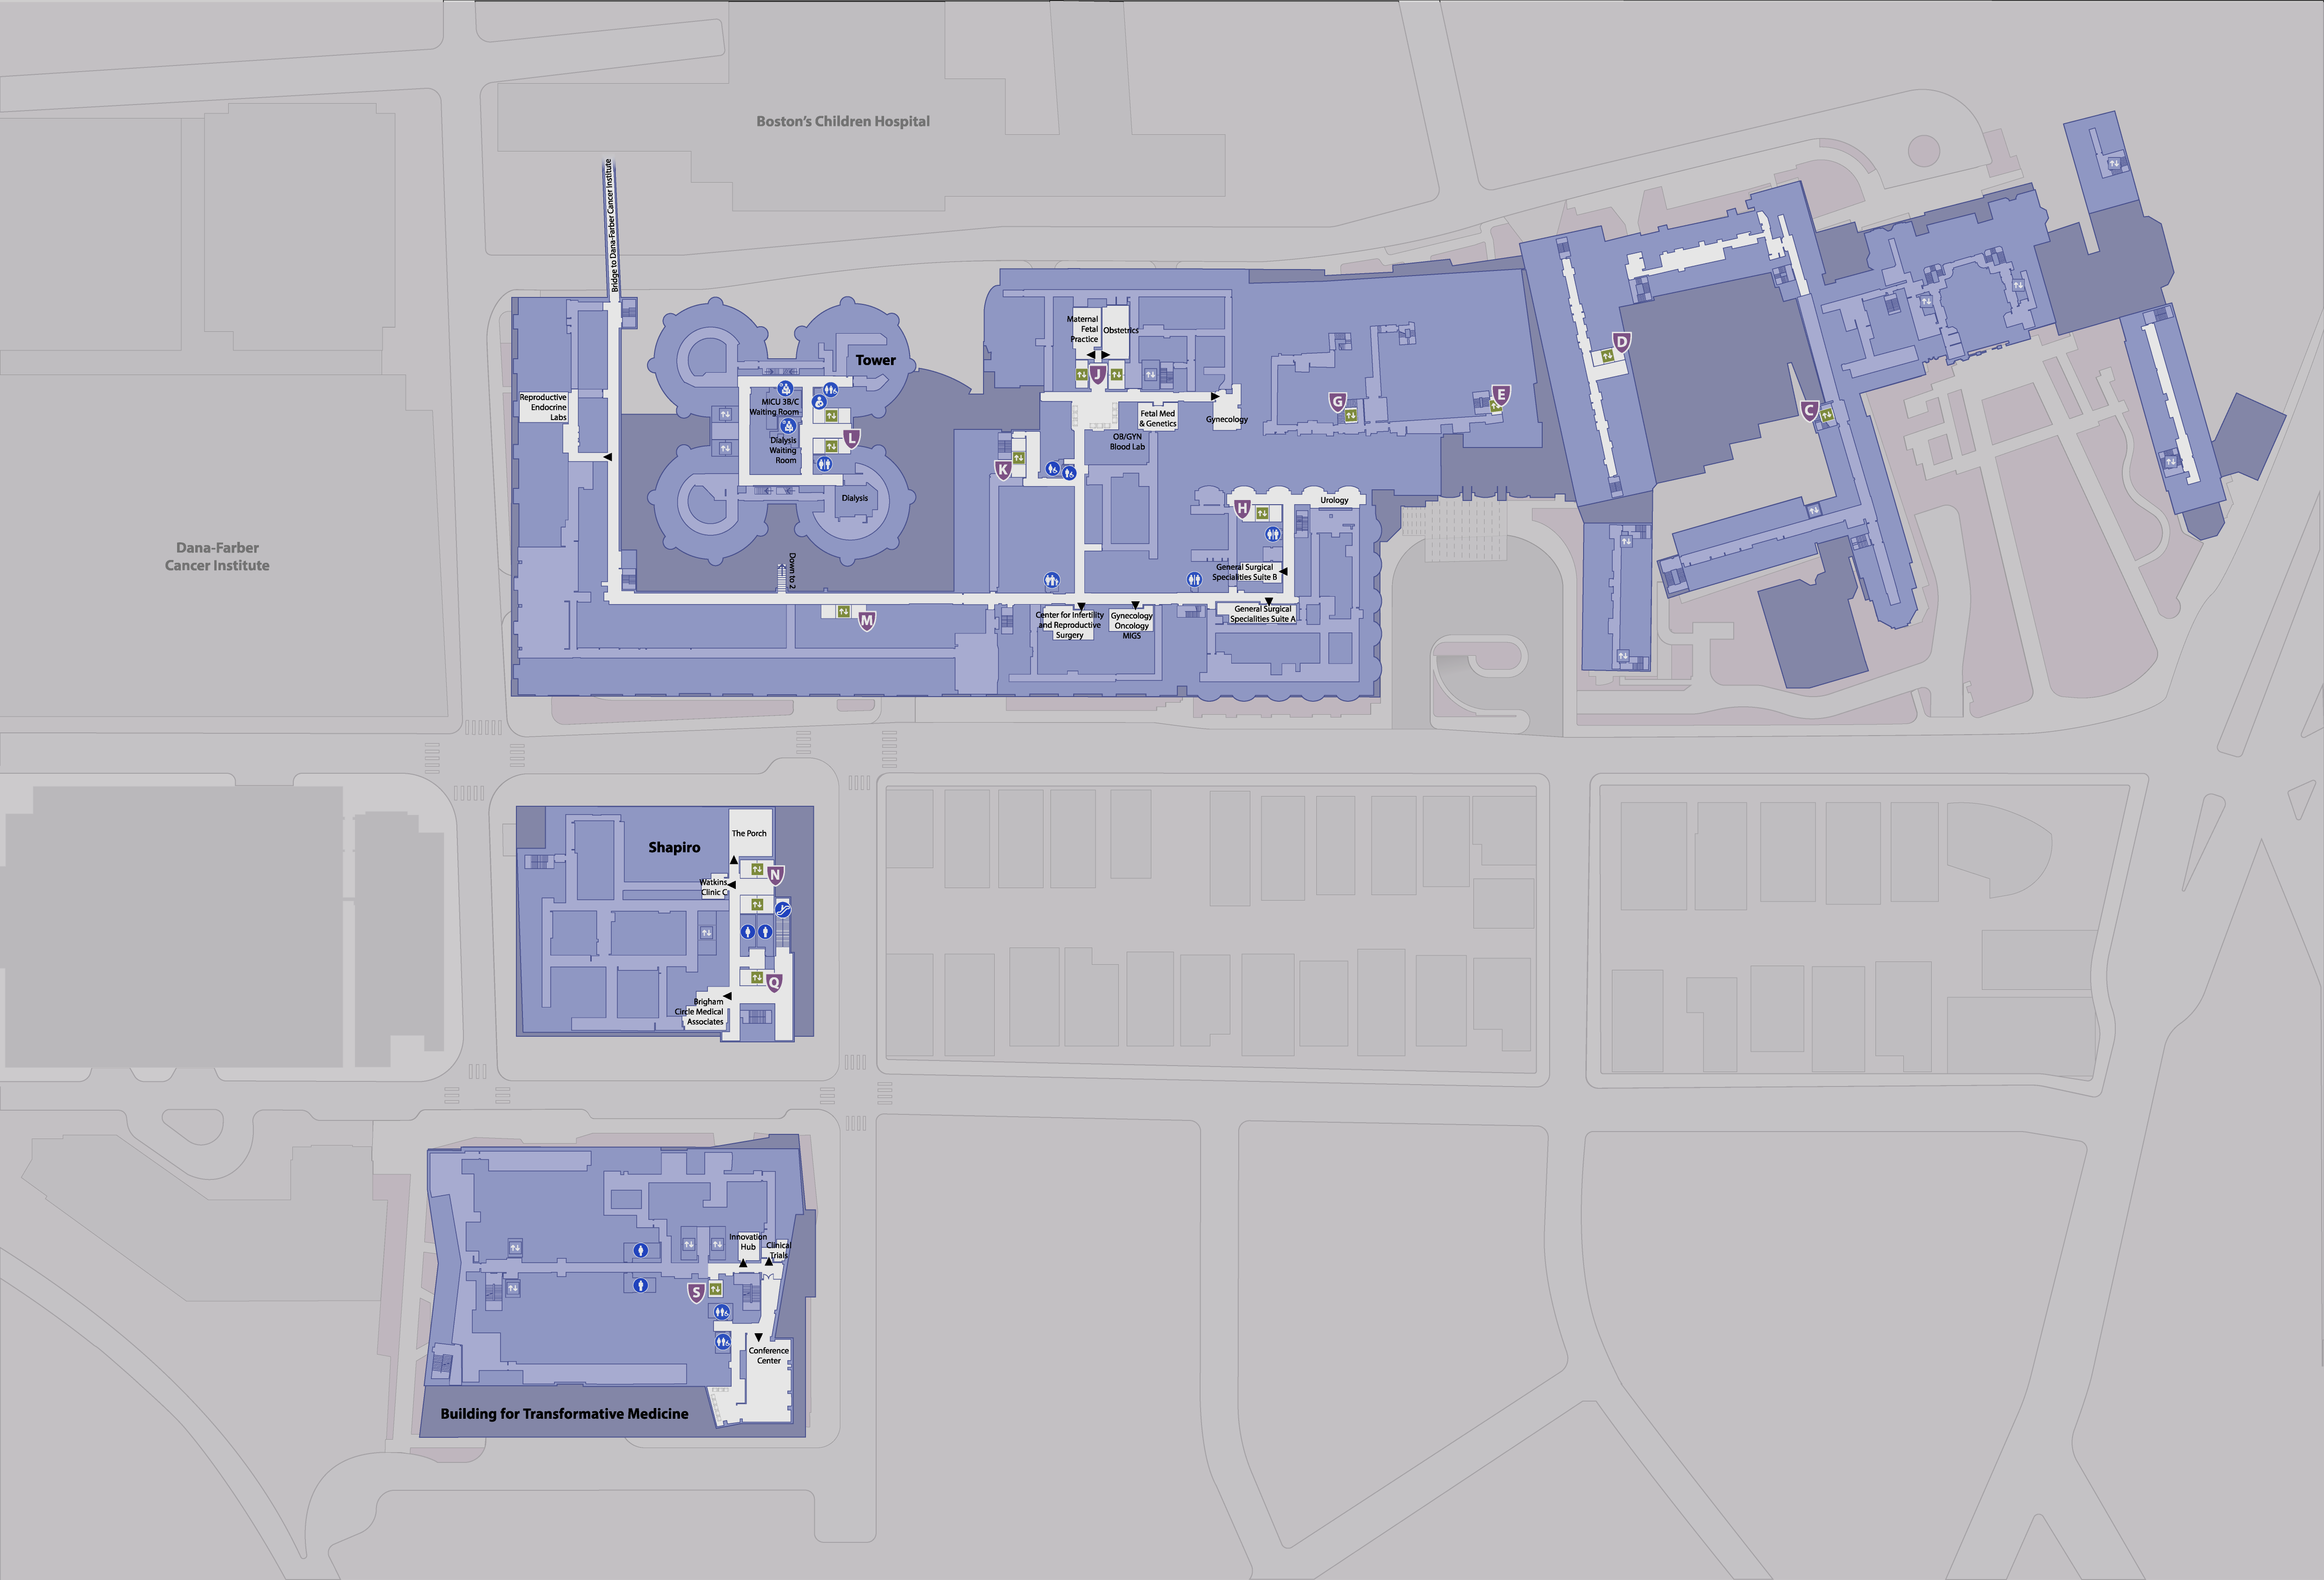 Boston's Children Hospital
Bridge to Dana-Farber Cancer Institute
Tower
Maternal
Fetal
Practice
Obstetrics
J
D
MICU 3B/C
Waiting Room
Reproductive
Endocrine
Labs
L
Dialysis
Waiting
Room
Dialysis
Fetal Med
& Genetics
Gynecology
OB/GYN
Blood Lab
G
E
C
K
H
Urology
Dana-Farber
Cancer Institute
Down to 2
General Surgical
Specialities Suite B
M
Center for Infertility
and Reproductive
Surgery
Gynecology
Oncology
MIGS
General Surgical
Specialities Suite A
The Porch
Shapiro
N
Watkins
Clinic C
Q
Brigham
Circle Medical
Associates
Innovation
Hub
Clinical
Trials
S
Conference
Center
Building for Transformative Medicine